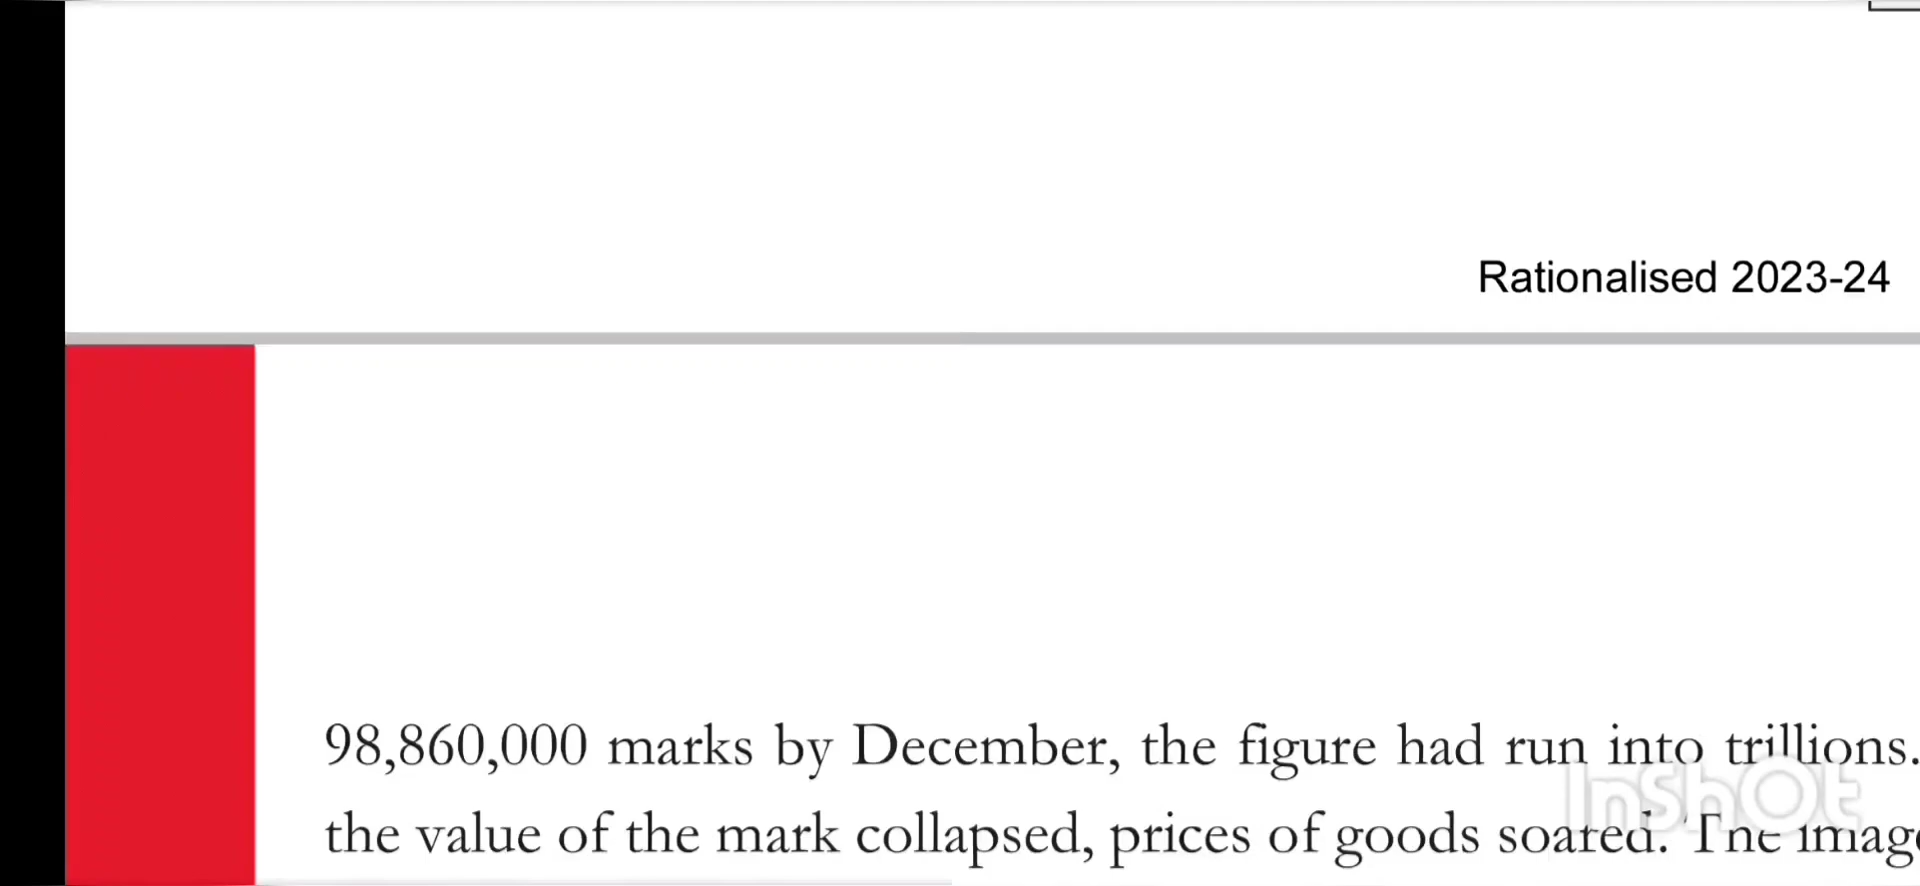 Rationalised 2023-24
98,860,000 marks by December, the figure had run into trillions.
the value of the mark collapsed, prices of goods soared. The
InShOt